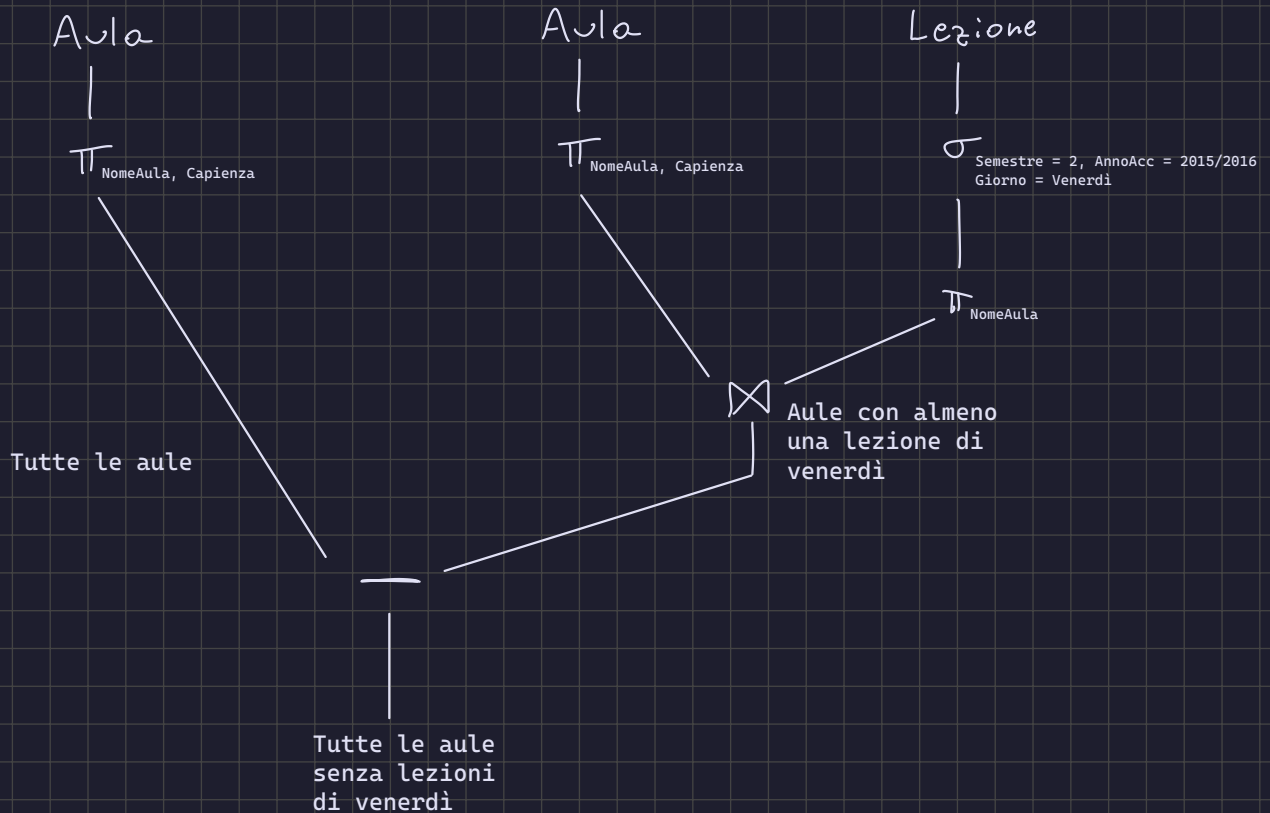 Aula
Aula
Lezione
π NomeAula, Capienza
π NomeAula, Capienza
σ Semestre = 2, AnnoAcc = 2015/2016
Giorno = Venerdì
π NomeAula
⋈
Aule con almeno
una lezione di
venerdì
Tutte le aule
—
Tutte le aule
senza lezioni
di venerdì